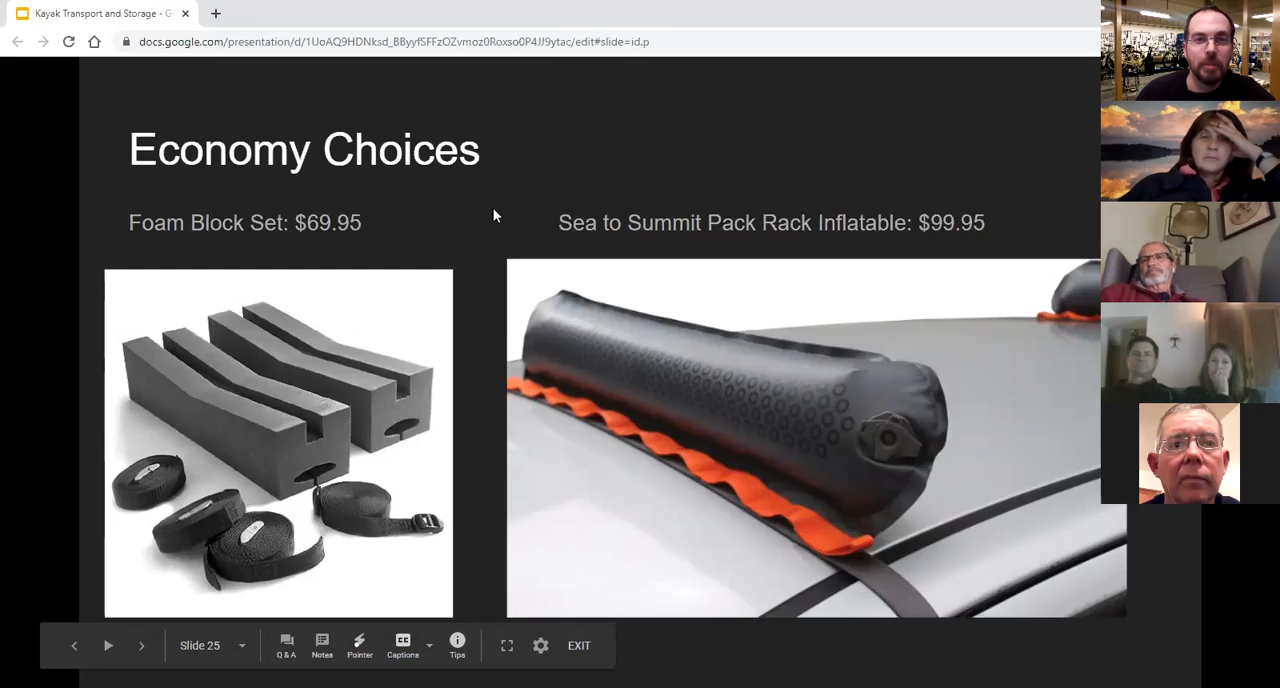 Kayak Transport and Storage - G
docs.google.com/presentation/d/1UoAQ9HDNksd_BByyfSFFzOZvmoz0Roxso0P4JJ9ytac/edit#slide=id.p
Economy Choices
Foam Block Set: $69.95
Sea to Summit Pack Rack Inflatable: $99.95
Slide 25
Q & A
Notes
Pointer
CC
Captions
Tips
EXIT